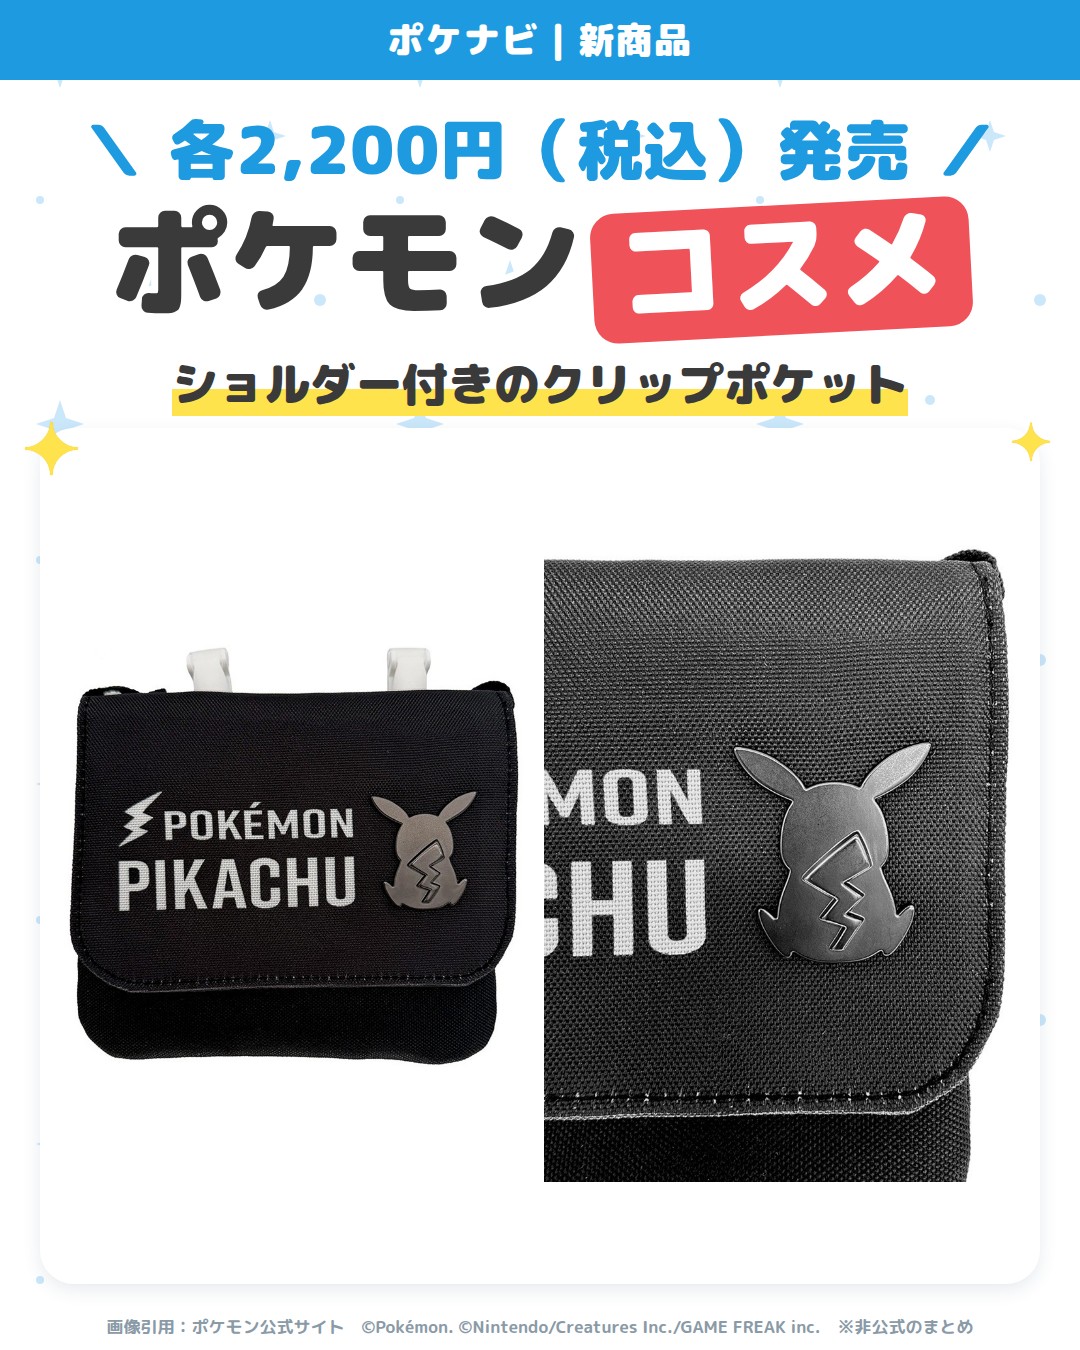 ポケナビ | 新商品
\ 各2,200円（税込）発売 /
ポケモン コスメ
ショルダー付きのクリップポケット
POKÉMON
PIKACHU
MON
CHU
画像引用：ポケモン公式サイト ©Pokémon. ©Nintendo/Creatures Inc./GAME FREAK inc. ※非公式のまとめ